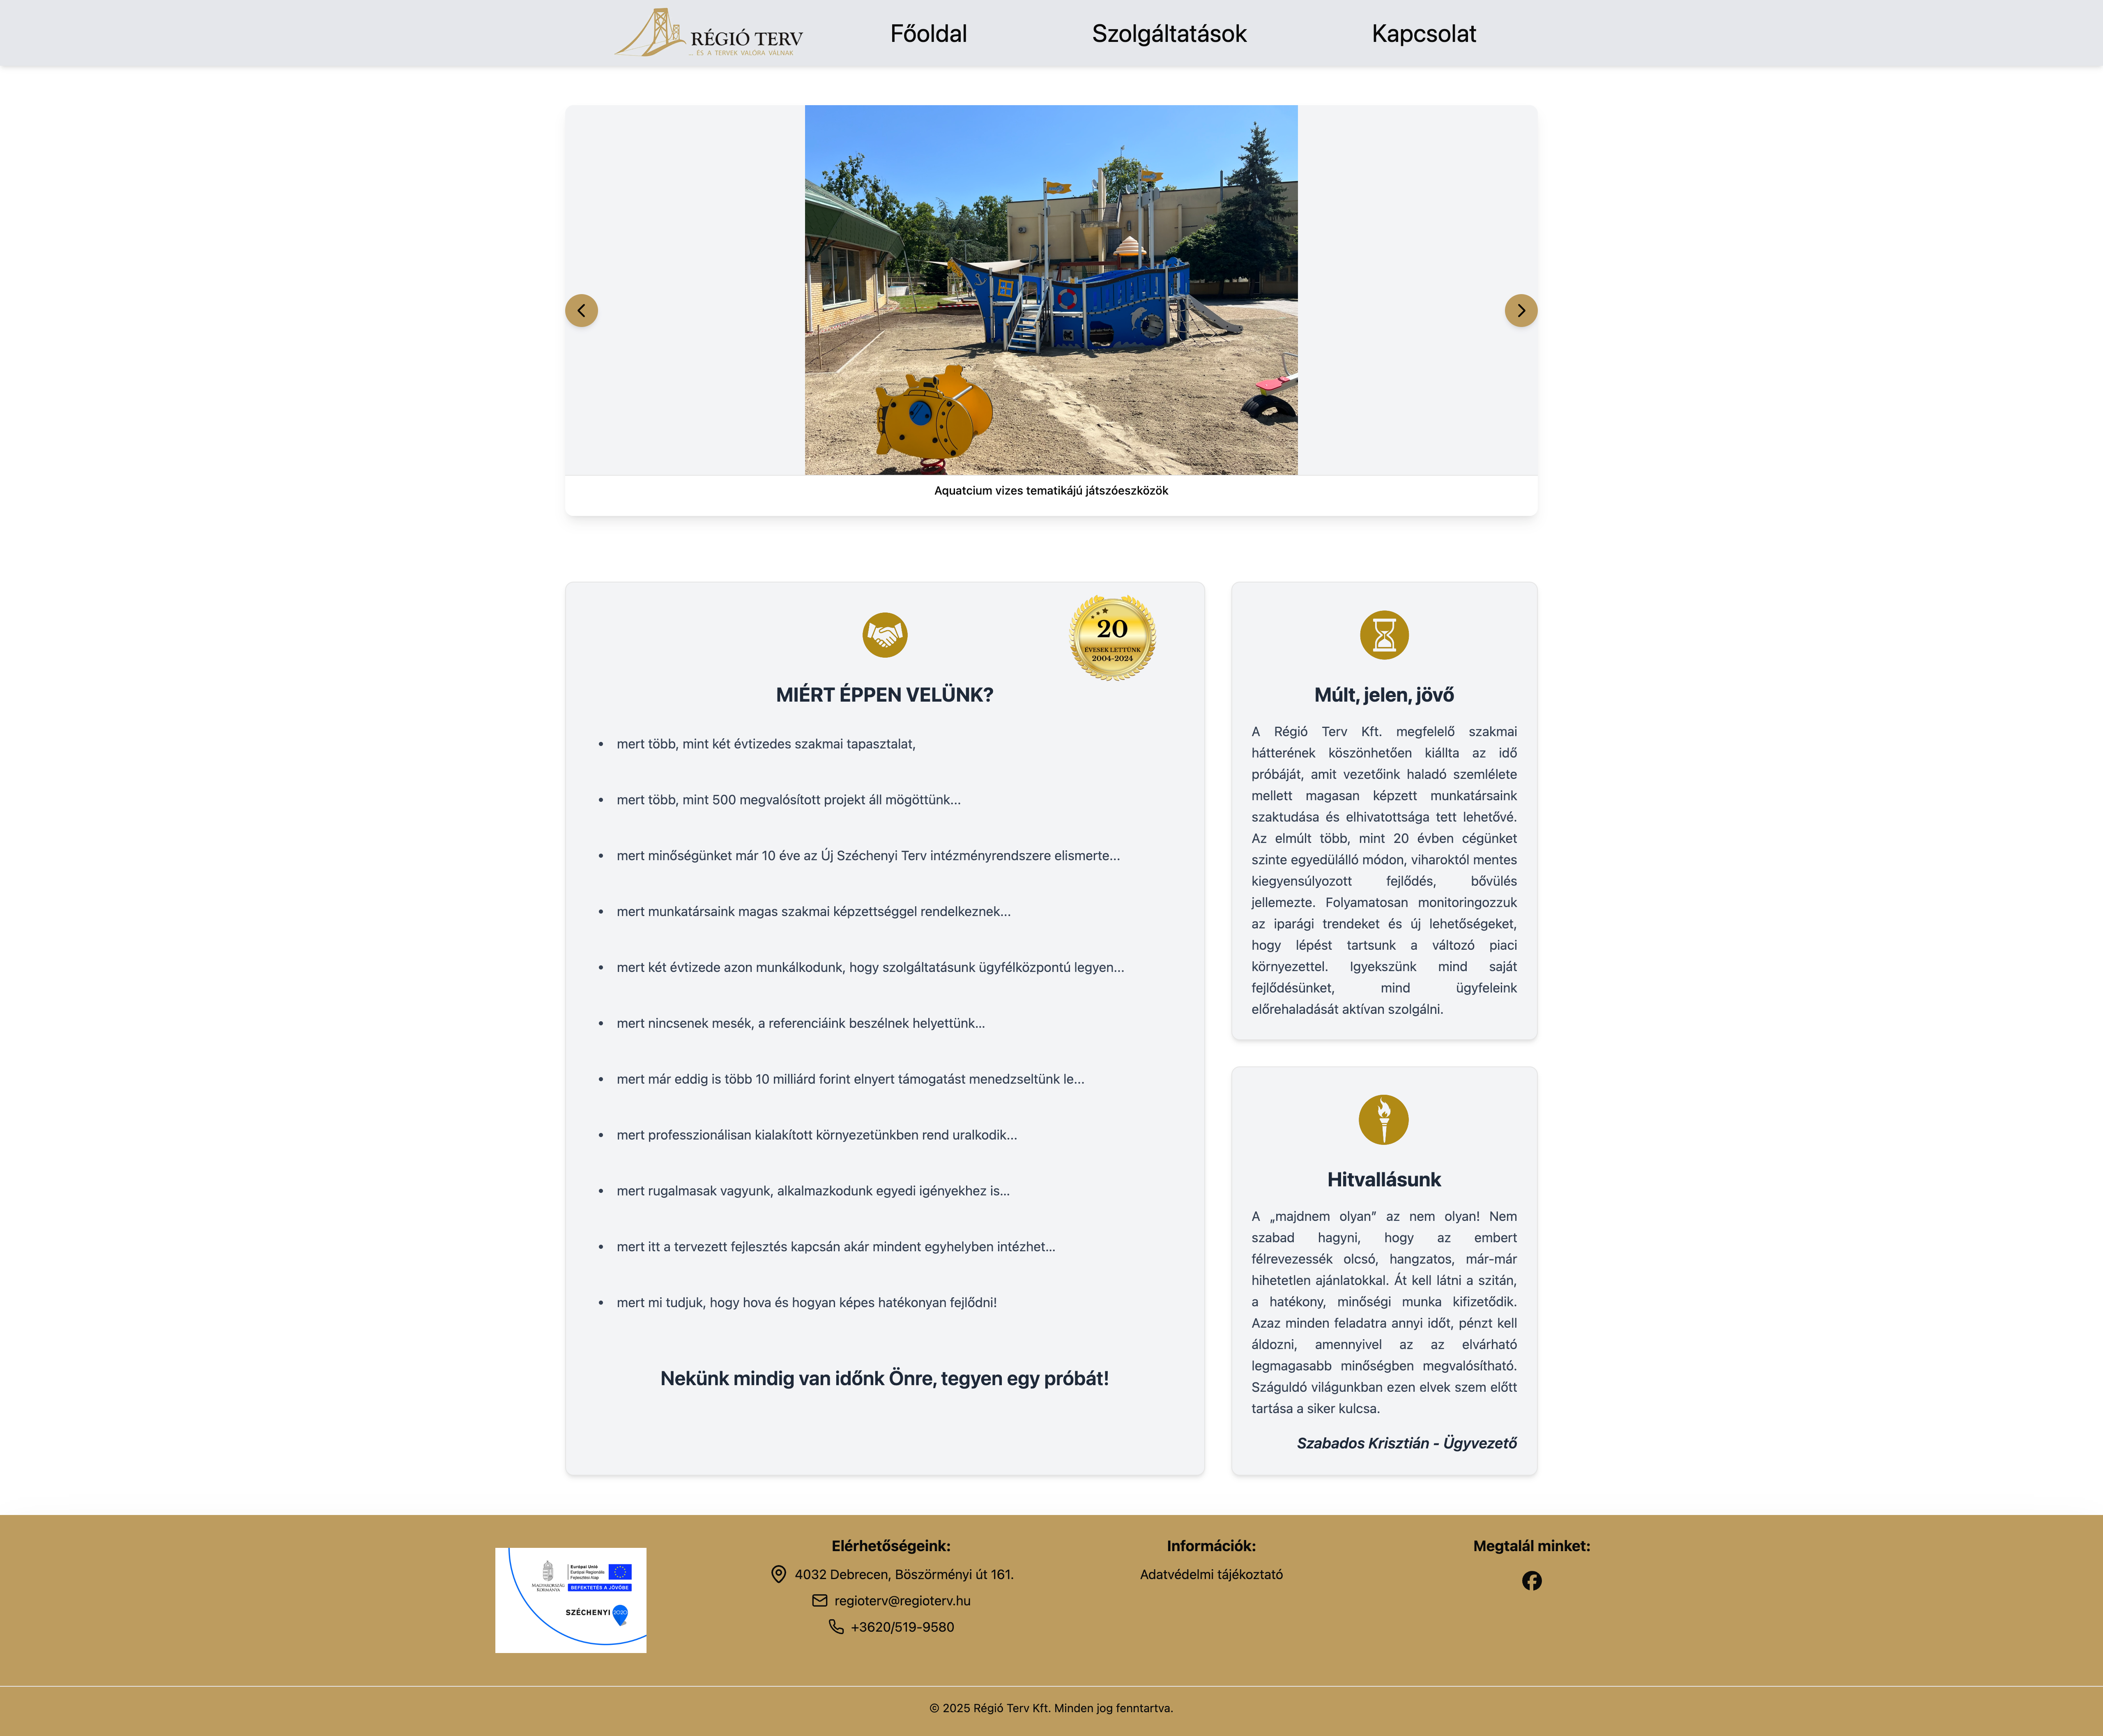 RÉGIÓ TERV
... ÉS A TERVEK VALÓRA VÁLNAK
Főoldal
Szolgáltatások
Kapcsolat
Aquatcium vizes tematikájú játszóeszközök
20
ÉVESEK LETTÜNK
2004-2024
MIÉRT ÉPPEN VELÜNK?
• mert több, mint két évtizedes szakmai tapasztalat,
• mert több, mint 500 megvalósított projekt áll mögöttünk...
• mert minőségünket már 10 éve az Új Széchenyi Terv intézményrendszere elismerte...
• mert munkatársaink magas szakmai képzettséggel rendelkeznek...
• mert két évtizede azon munkálkodunk, hogy szolgáltatásunk ügyfélközpontú legyen...
• mert nincsenek mesék, a referenciáink beszélnek helyettünk...
• mert már eddig is több 10 milliárd forint elnyert támogatást menedzseltünk le...
• mert professzionálisan kialakított környezetünkben rend uralkodik...
• mert rugalmasak vagyunk, alkalmazkodunk egyedi igényekhez is...
• mert itt a tervezett fejlesztés kapcsán akár mindent egyhelyben intézhet...
• mert mi tudjuk, hogy hova és hogyan képes hatékonyan fejlődni!
Nekünk mindig van időnk Önre, tegyen egy próbát!
Múlt, jelen, jövő
A Régió Terv Kft. megfelelő szakmai
hátterének köszönhetően kiállta az idő
próbáját, amit vezetőink haladó szemlélete
mellett magasan képzett munkatársaink
szaktudása és elhivatottsága tett lehetővé.
Az elmúlt több, mint 20 évben cégünket
szinte egyedülálló módon, viharoktól mentes
kiegyensúlyozott fejlődés, bővülés
jellemezte. Folyamatosan monitoringozzuk
az iparági trendeket és új lehetőségeket,
hogy lépést tartsunk a változó piaci
környezettel. Igyekszünk mind saját
fejlődésünket, mind ügyfeleink
előrehaladását aktívan szolgálni.
Hitvallásunk
A „majdnem olyan” az nem olyan! Nem
szabad hagyni, hogy az embert
félrevezessék olcsó, hangzatos, már-már
hihetetlen ajánlatokkal. Át kell látni a szitán,
a hatékony, minőségi munka kifizetődik.
Azaz minden feladatra annyi időt, pénzt kell
áldozni, amennyivel az az elvárható
legmagasabb minőségben megvalósítható.
Száguldó világunkban ezen elvek szem előtt
tartása a siker kulcsa.
Szabados Krisztián - Ügyvezető
MAGYARORSZÁG
KORMÁNYA
Európai Unió
Európai Regionális
Fejlesztési Alap
BEFEKTETÉS A JÖVŐBE
SZÉCHENYI 2020
Elérhetőségeink:
4032 Debrecen, Böszörményi út 161.
regioterv@regioterv.hu
+3620/519-9580
Információk:
Adatvédelmi tájékoztató
Megtalál minket:
© 2025 Régió Terv Kft. Minden jog fenntartva.